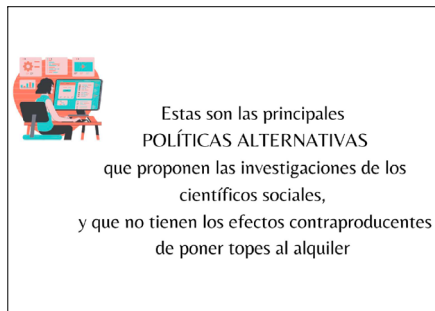 Estas son las principales
POLÍTICAS ALTERNATIVAS
que proponen las investigaciones de los
científicos sociales,
y que no tienen los efectos contraproducentes
de poner topes al alquiler